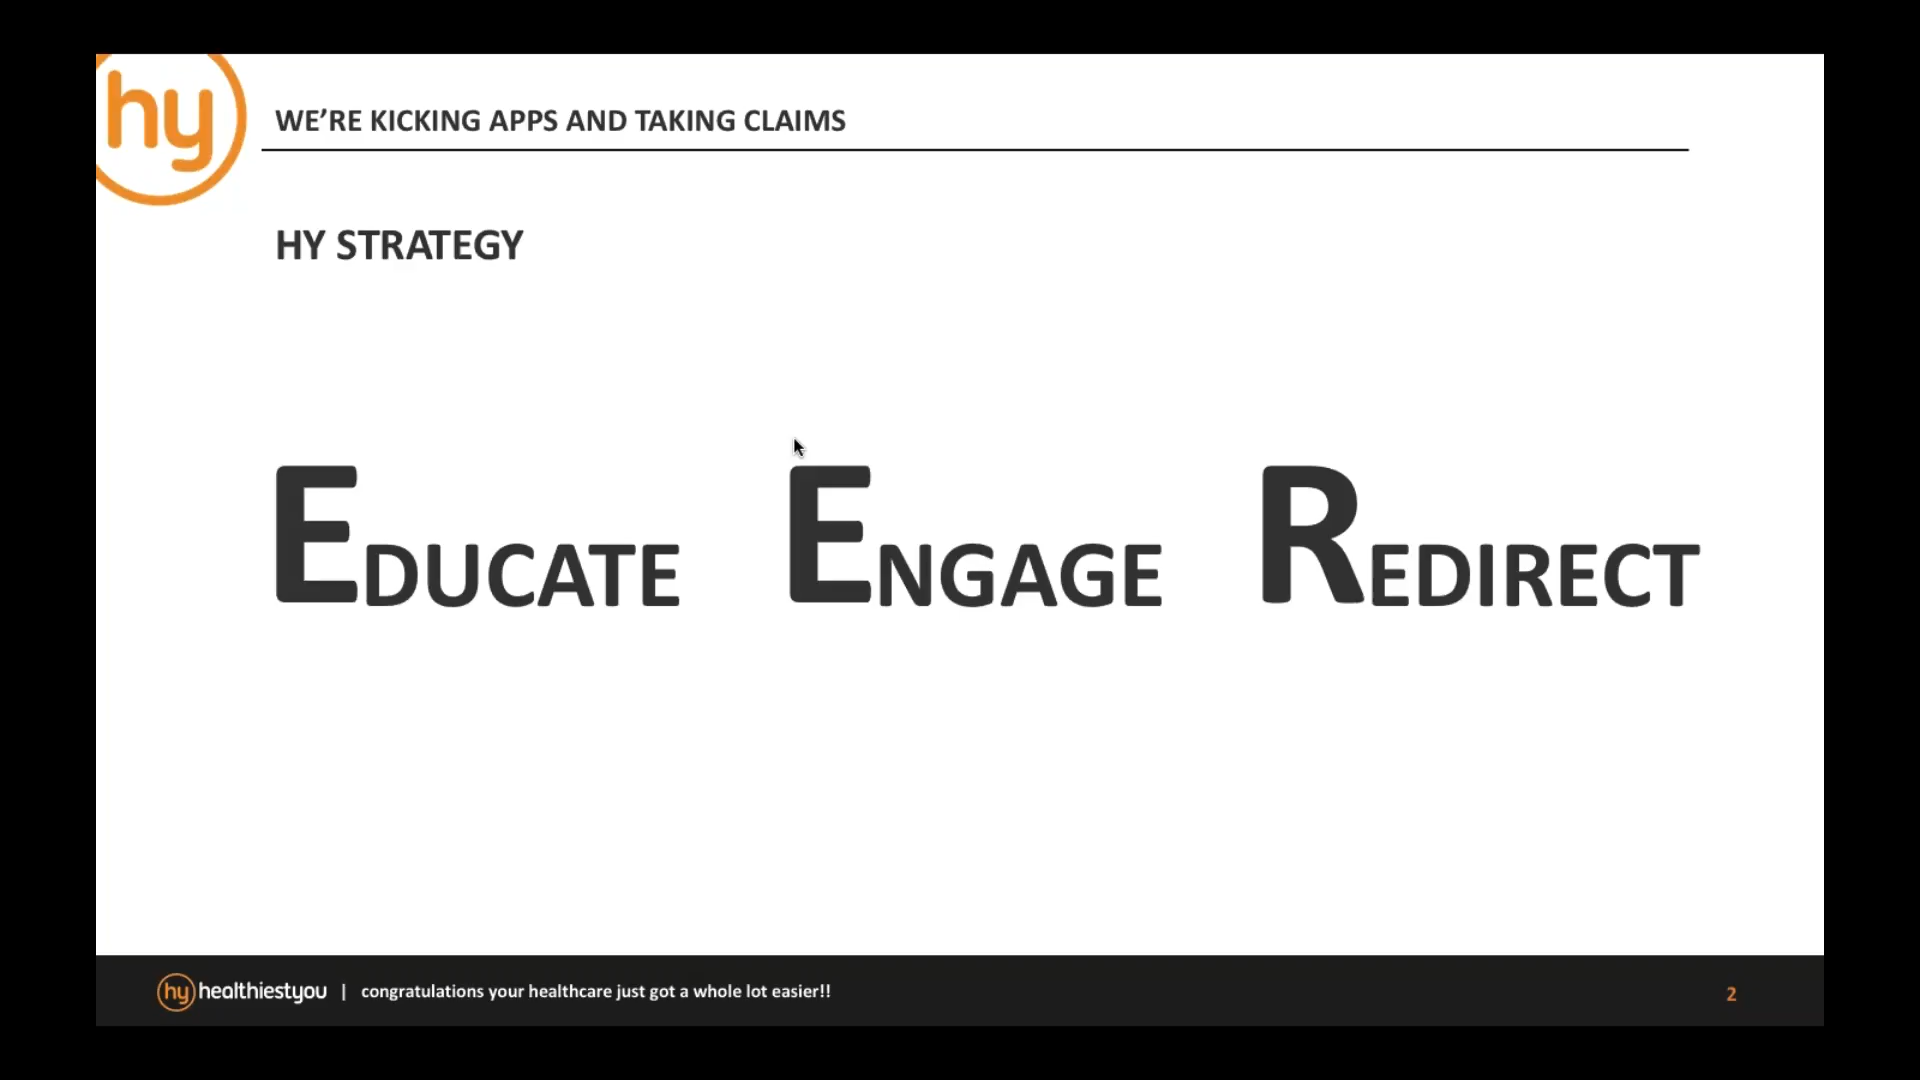 hy
WE’RE KICKING APPS AND TAKING CLAIMS
HY STRATEGY
EDUCATE ENGAGE REDIRECT
hy healthiestyou | congratulations your healthcare just got a whole lot easier!! 2